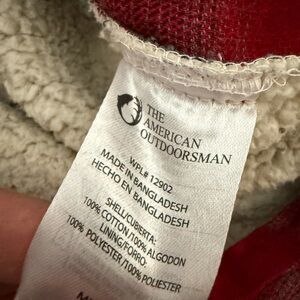 THE
AMERICAN
OUTDOORSMAN
WPL# 12902
MADE IN BANGLADESH
HECHO EN BANGLADESH
SHELL/CUBIERTA:
100% COTTON/100% ALGODON
LINING/FORRO:
100% POLYESTER/100% POLIESTER